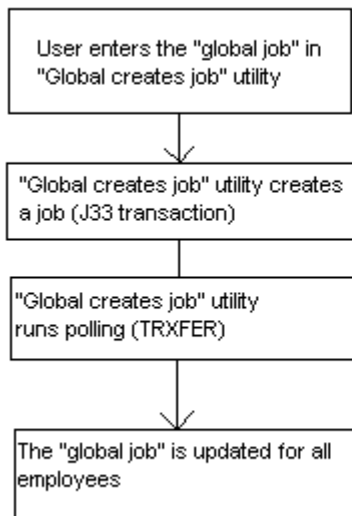 User enters the "global job" in
"Global creates job" utility
"Global creates job" utility creates
a job (J33 transaction)
"Global creates job" utility
runs polling (TRXFER)
The "global job" is updated for all
employees